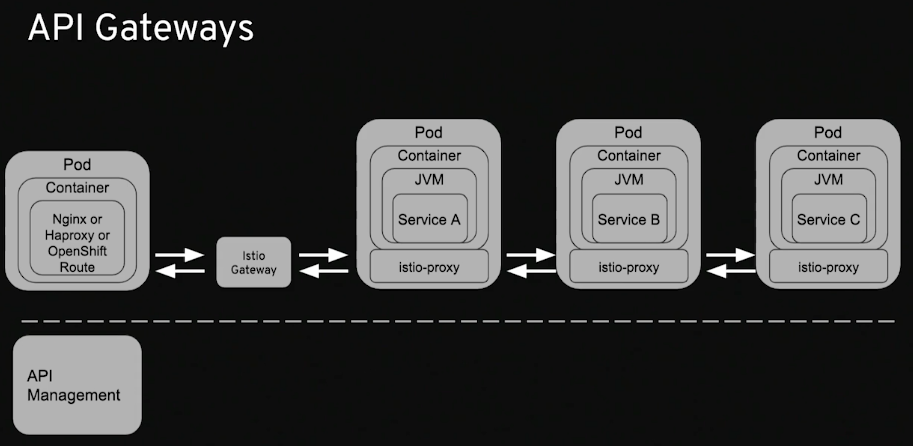 API Gateways
Pod
Container
Nginx or
Haproxy or
OpenShift
Route
Istio
Gateway
Pod
Container
JVM
Service A
istio-proxy
Pod
Container
JVM
Service B
istio-proxy
Pod
Container
JVM
Service C
istio-proxy
API
Management